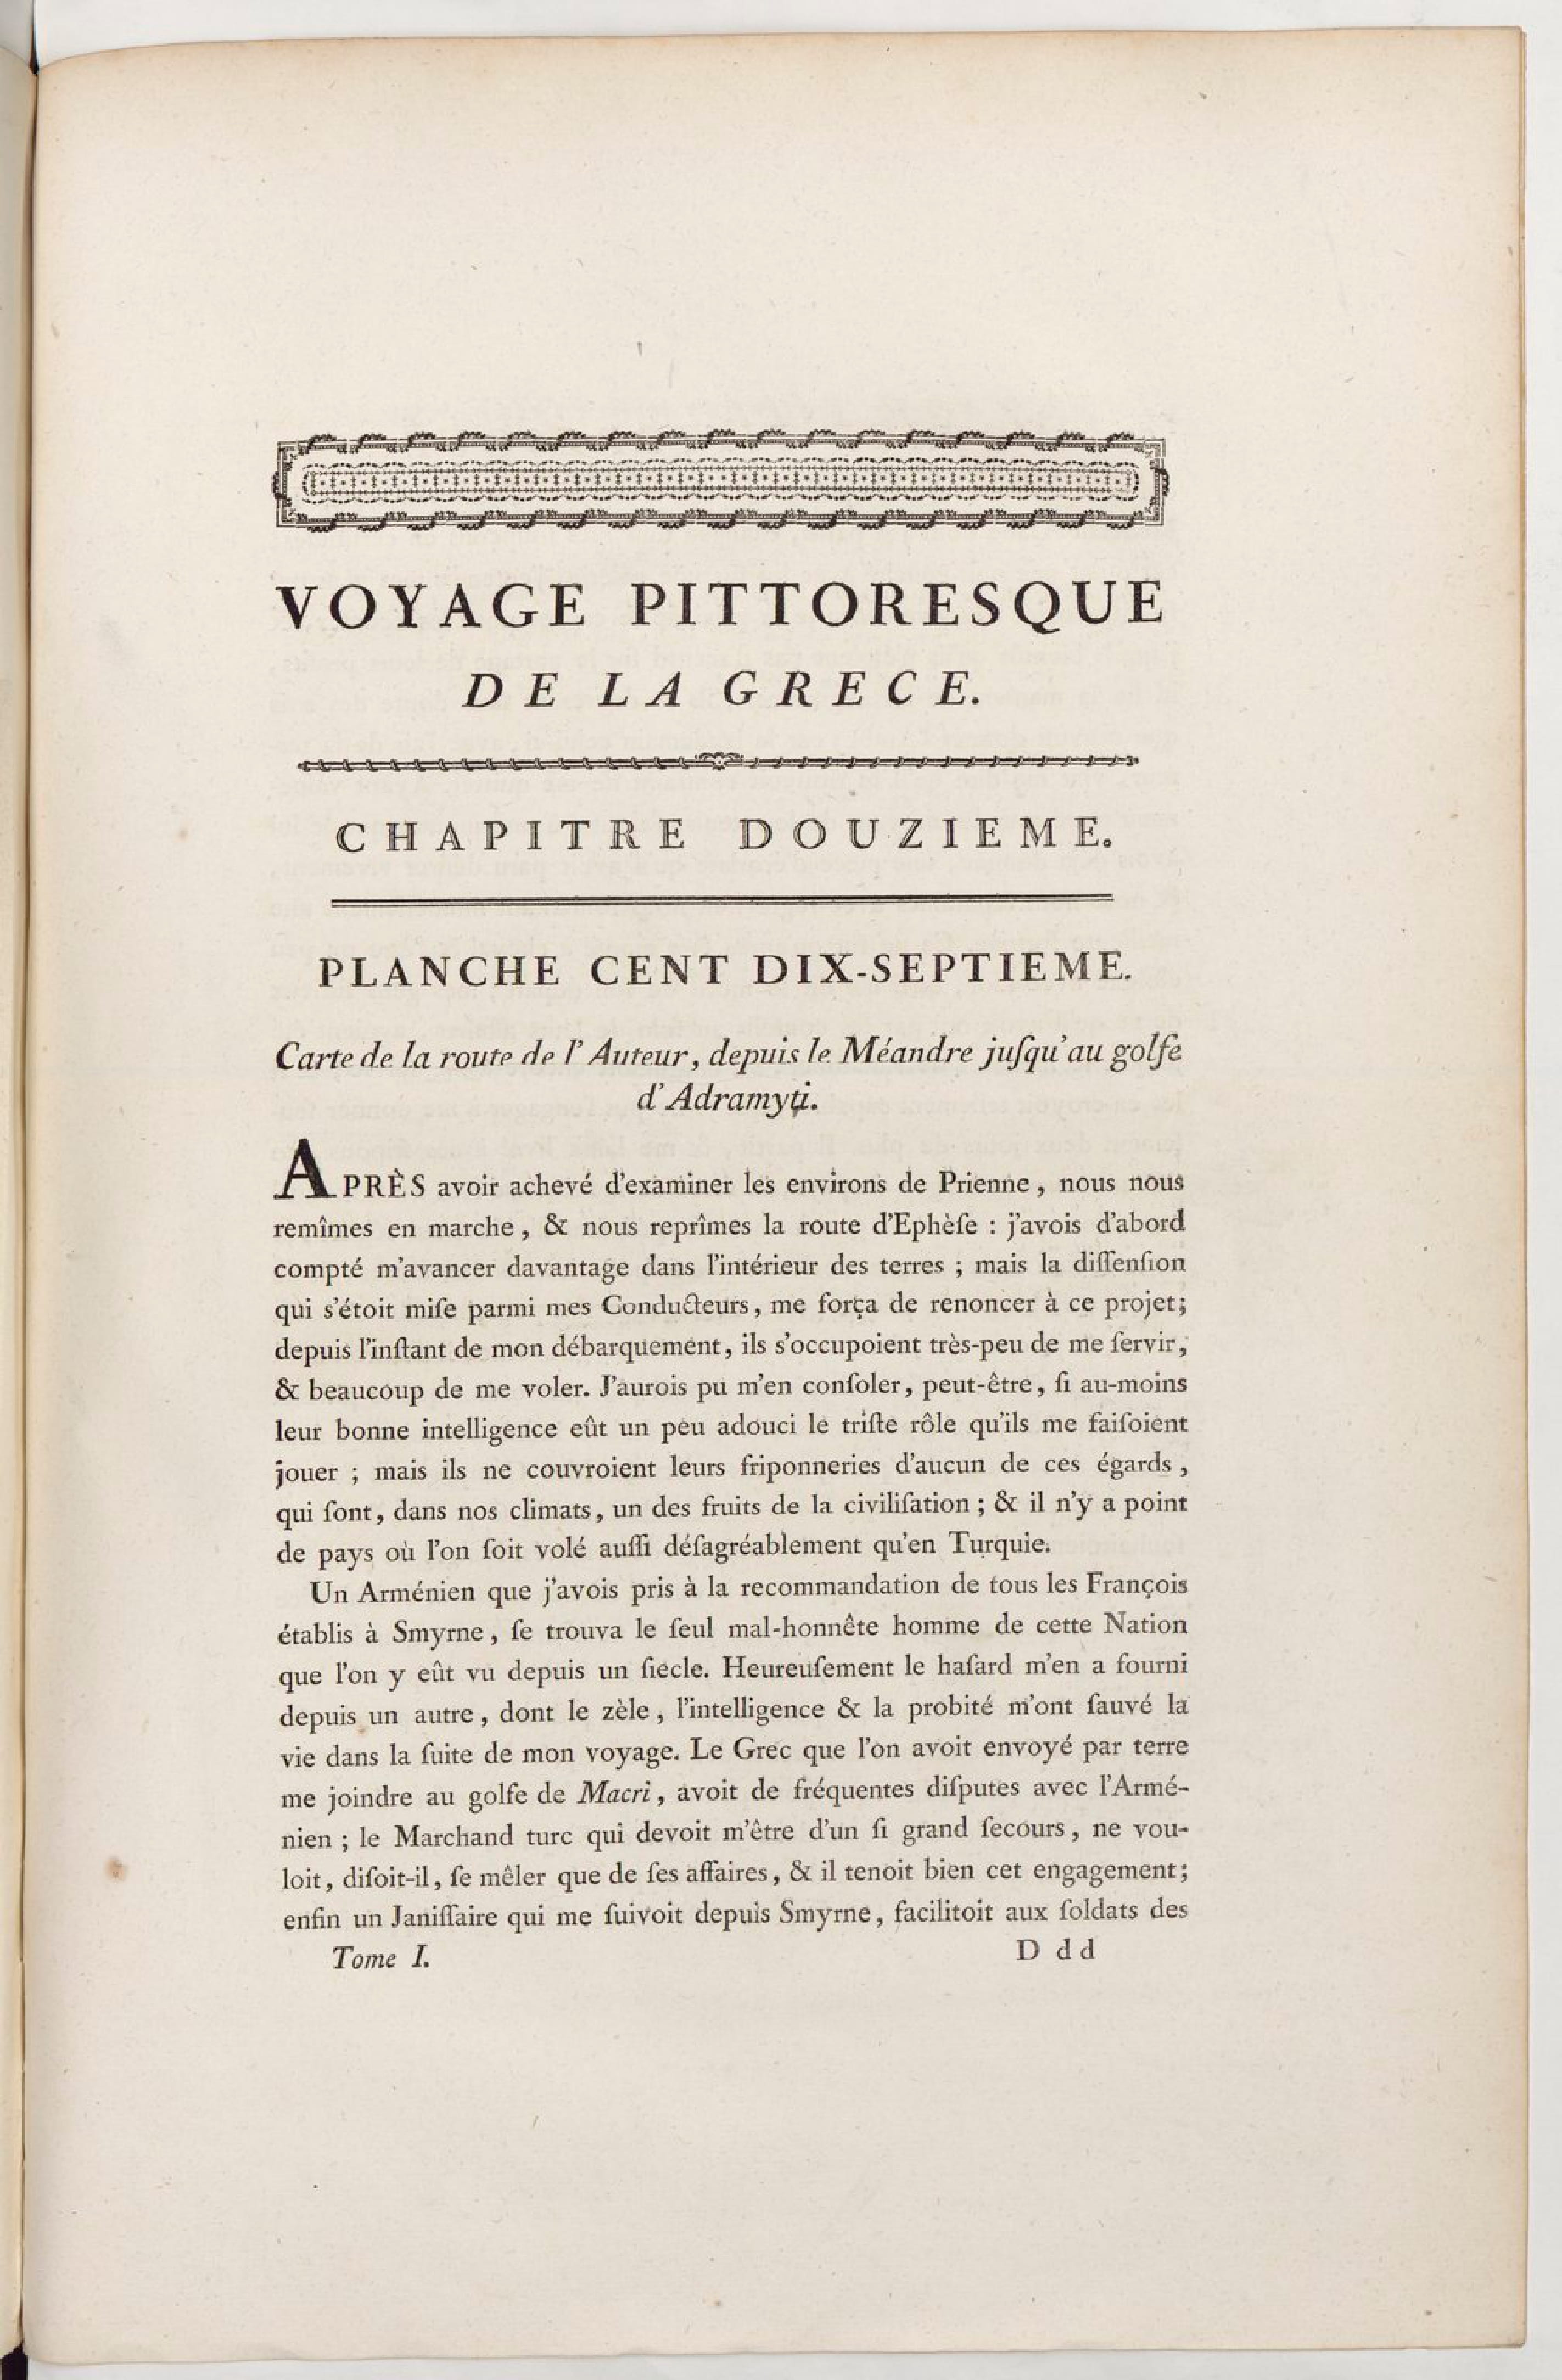 VOYAGE PITTORESQUE
DE LA GRECE.
CHAPITRE DOUZIEME.
PLANCHE CENT DIX-SEPTIEME.
Carte de la route de l'Auteur, depuis le Méandre juſqu'au golfe
d'Adramyti.
APRÈS avoir achevé d'examiner les environs de Prienne, nous nous
remîmes en marche, & nous reprîmes la route d'Ephèſe : j'avois d'abord
compté m'avancer davantage dans l'intérieur des terres ; mais la diſſenſion
qui s'étoit miſe parmi mes Conducteurs, me força de renoncer à ce projet;
depuis l'inſtant de mon débarquement, ils s'occupoient très-peu de me ſervir,
& beaucoup de me voler. J'aurois pu m'en conſoler, peut-être, ſi au-moins
leur bonne intelligence eût un peu adouci le triſte rôle qu'ils me faiſoient
jouer ; mais ils ne couvroient leurs friponneries d'aucun de ces égards,
qui ſont, dans nos climats, un des fruits de la civiliſation ; & il n'y a point
de pays où l'on ſoit volé auſſi déſagréablement qu'en Turquie.
Un Arménien que j'avois pris à la recommandation de tous les François
établis à Smyrne, ſe trouva le ſeul mal-honnête homme de cette Nation
que l'on y eût vu depuis un ſiecle. Heureuſement le haſard m'en a fourni
depuis un autre, dont le zèle, l'intelligence & la probité m'ont ſauvé la
vie dans la ſuite de mon voyage. Le Grec que l'on avoit envoyé par terre
me joindre au golfe de Macri, avoit de fréquentes diſputes avec l'Armé-
nien ; le Marchand turc qui devoit m'être d'un ſi grand ſecours, ne vou-
loit, diſoit-il, ſe mêler que de ſes affaires, & il tenoit bien cet engagement;
enfin un Janiſſaire qui me ſuivoit depuis Smyrne, facilitoit aux ſoldats des
Tome I. D dd